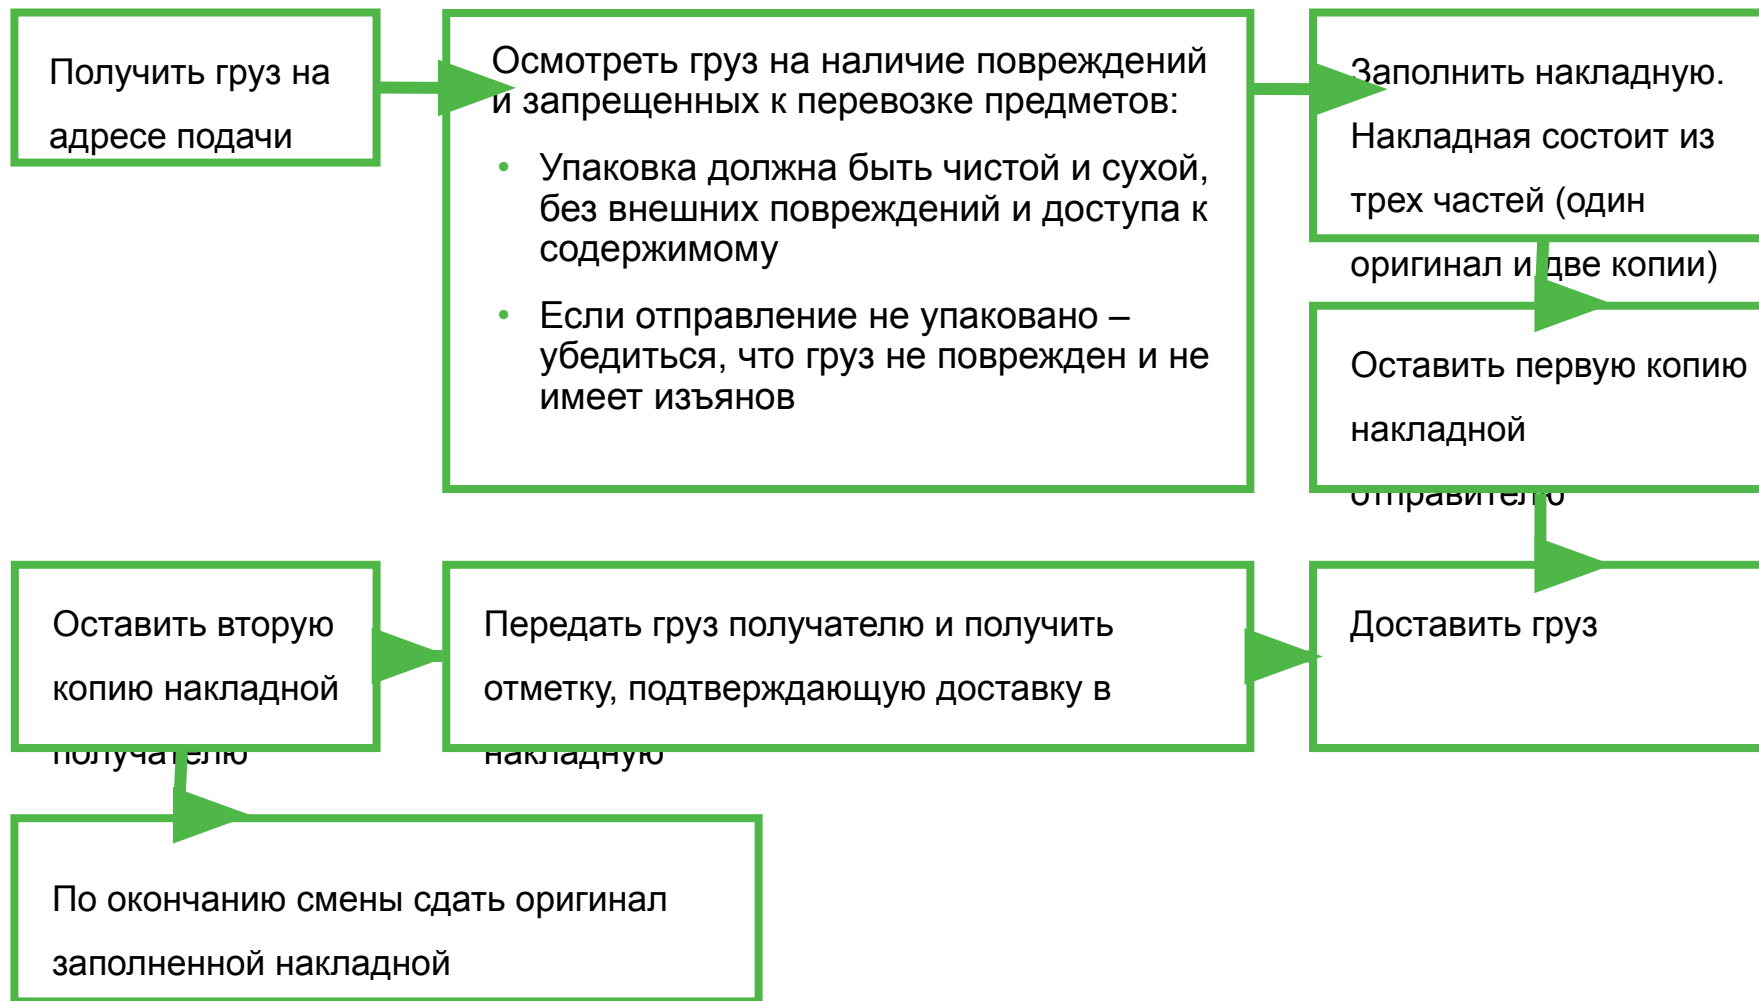 Получить груз на
адресе подачи
Осмотреть груз на наличие повреждений
и запрещенных к перевозке предметов:
• Упаковка должна быть чистой и сухой,
без внешних повреждений и доступа к
содержимому
• Если отправление не упаковано –
убедиться, что груз не поврежден и не
имеет изъянов
Заполнить накладную.
Накладная состоит из
трех частей (один
оригинал и две копии)
Оставить первую копию
накладной
отправителю
Доставить груз
Передать груз получателю и получить
отметку, подтверждающую доставку в
накладную
Оставить вторую
копию накладной
получателю
По окончанию смены сдать оригинал
заполненной накладной